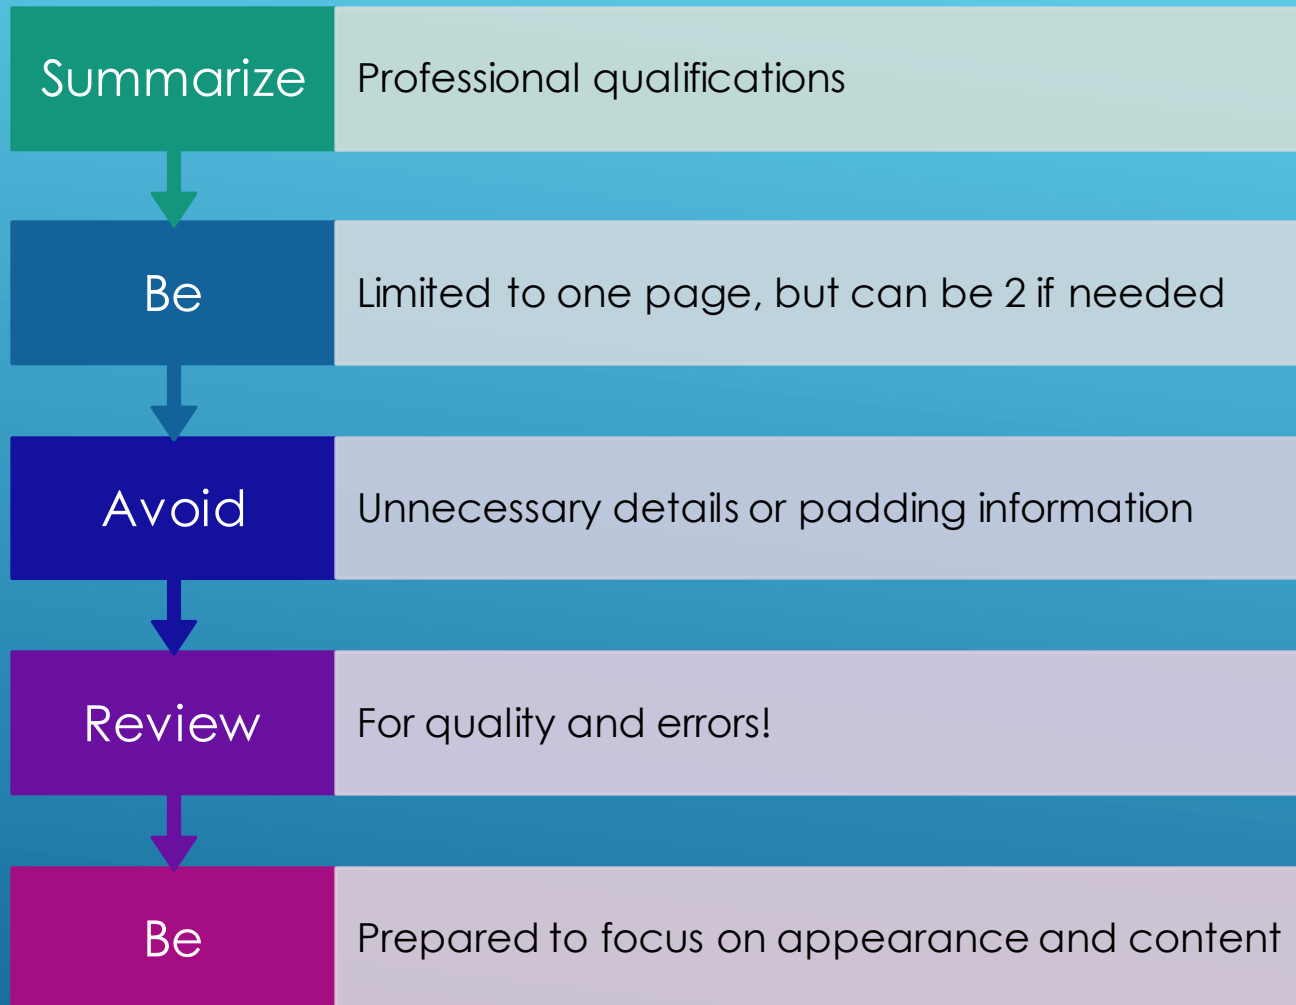 Summarize
Professional qualifications
Be
Limited to one page, but can be 2 if needed
Avoid
Unnecessary details or padding information
Review
For quality and errors!
Be
Prepared to focus on appearance and content